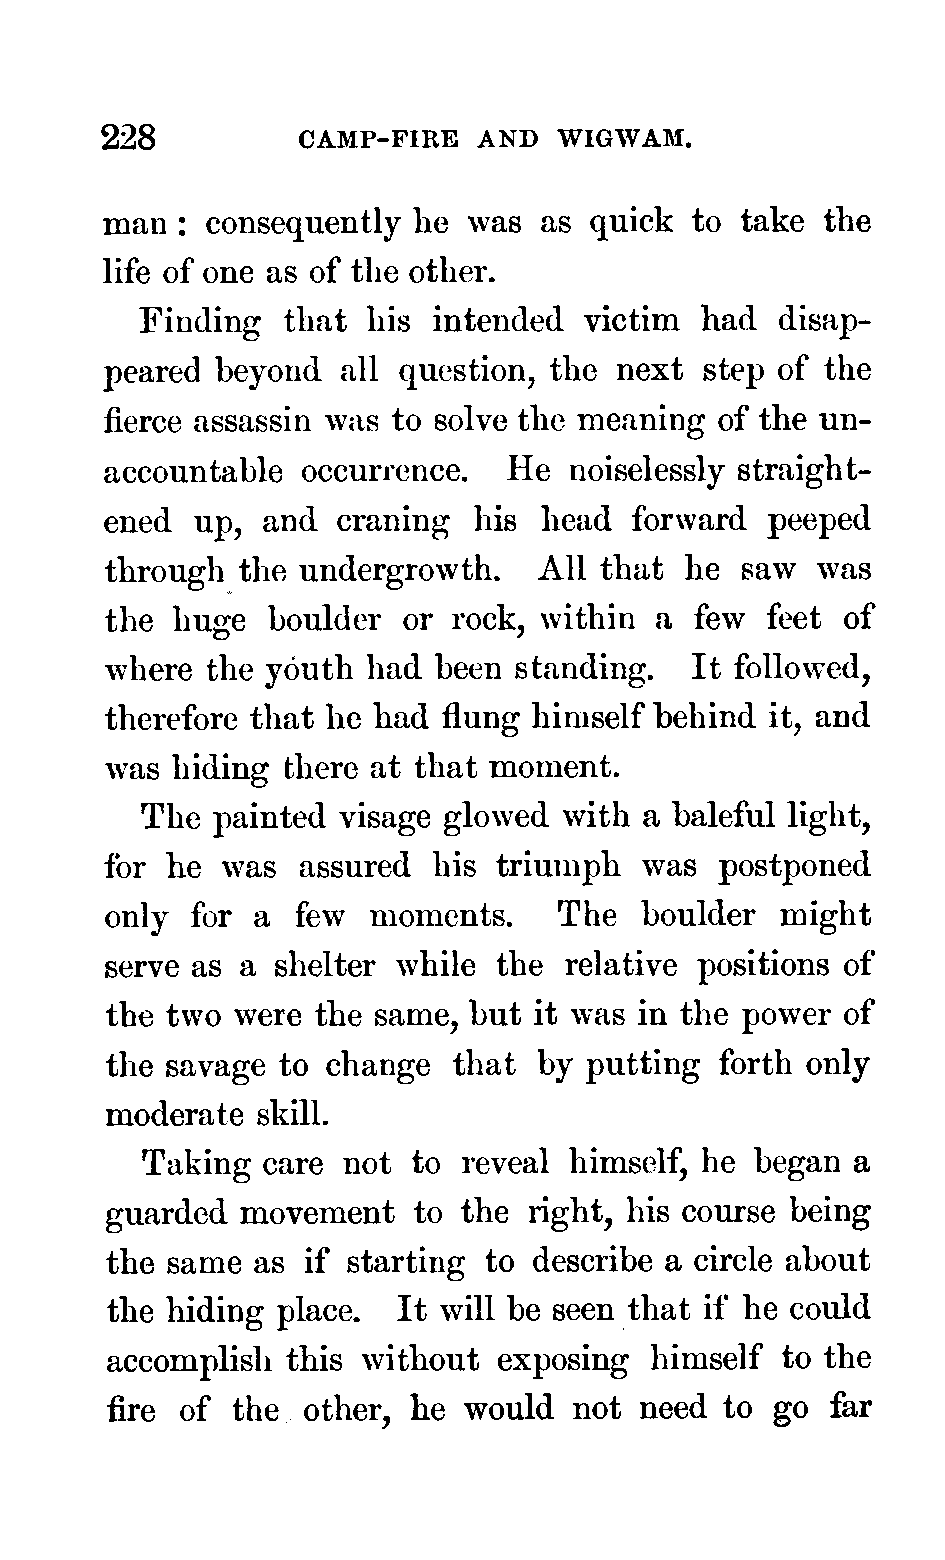 228 CAMP-FIRE AND WIGWAM.
man : consequently he was as quick to take the
life of one as of the other.
Finding that his intended victim had disap-
peared beyond all question, the next step of the
fierce assassin was to solve the meaning of the un-
accountable occurrence. He noiselessly straight-
ened up, and craning his head forward peeped
through the undergrowth. All that he saw was
the huge boulder or rock, within a few feet of
where the youth had been standing. It followed,
therefore that he had flung himself behind it, and
was hiding there at that moment.
The painted visage glowed with a baleful light,
for he was assured his triumph was postponed
only for a few moments. The boulder might
serve as a shelter while the relative positions of
the two were the same, but it was in the power of
the savage to change that by putting forth only
moderate skill.
Taking care not to reveal himself, he began a
guarded movement to the right, his course being
the same as if starting to describe a circle about
the hiding place. It will be seen that if he could
accomplish this without exposing himself to the
fire of the other, he would not need to go far